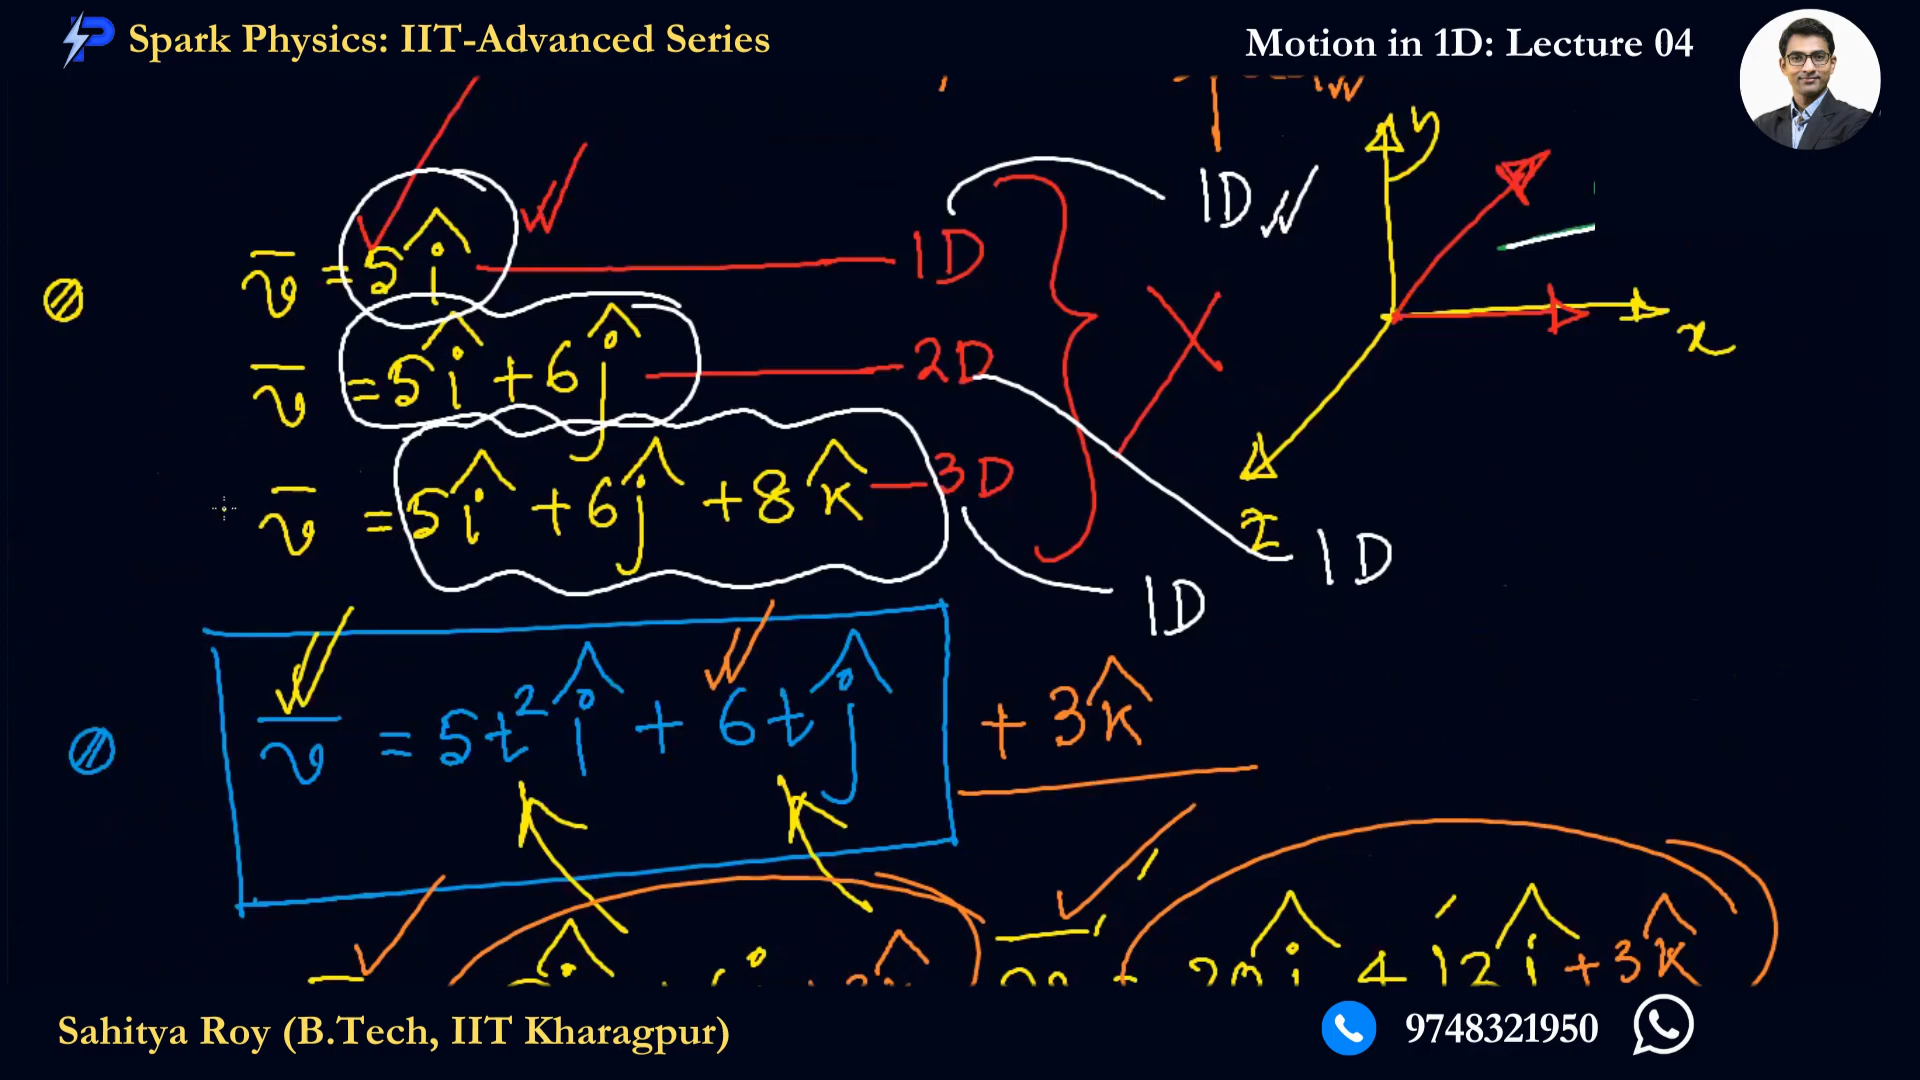 Spark Physics: IIT-Advanced Series
Motion in 1D: Lecture 04
y
1D
v̄ = 5î
1D
x
v̄ = 5î + 6ĵ
2D
v̄ = 5î + 6ĵ + 8k̂
3D
z
1D
1D
v̄ = 5t²î + 6tĵ + 3k̂
+ 3k̂
Sahitya Roy (B.Tech, IIT Kharagpur)
9748321950